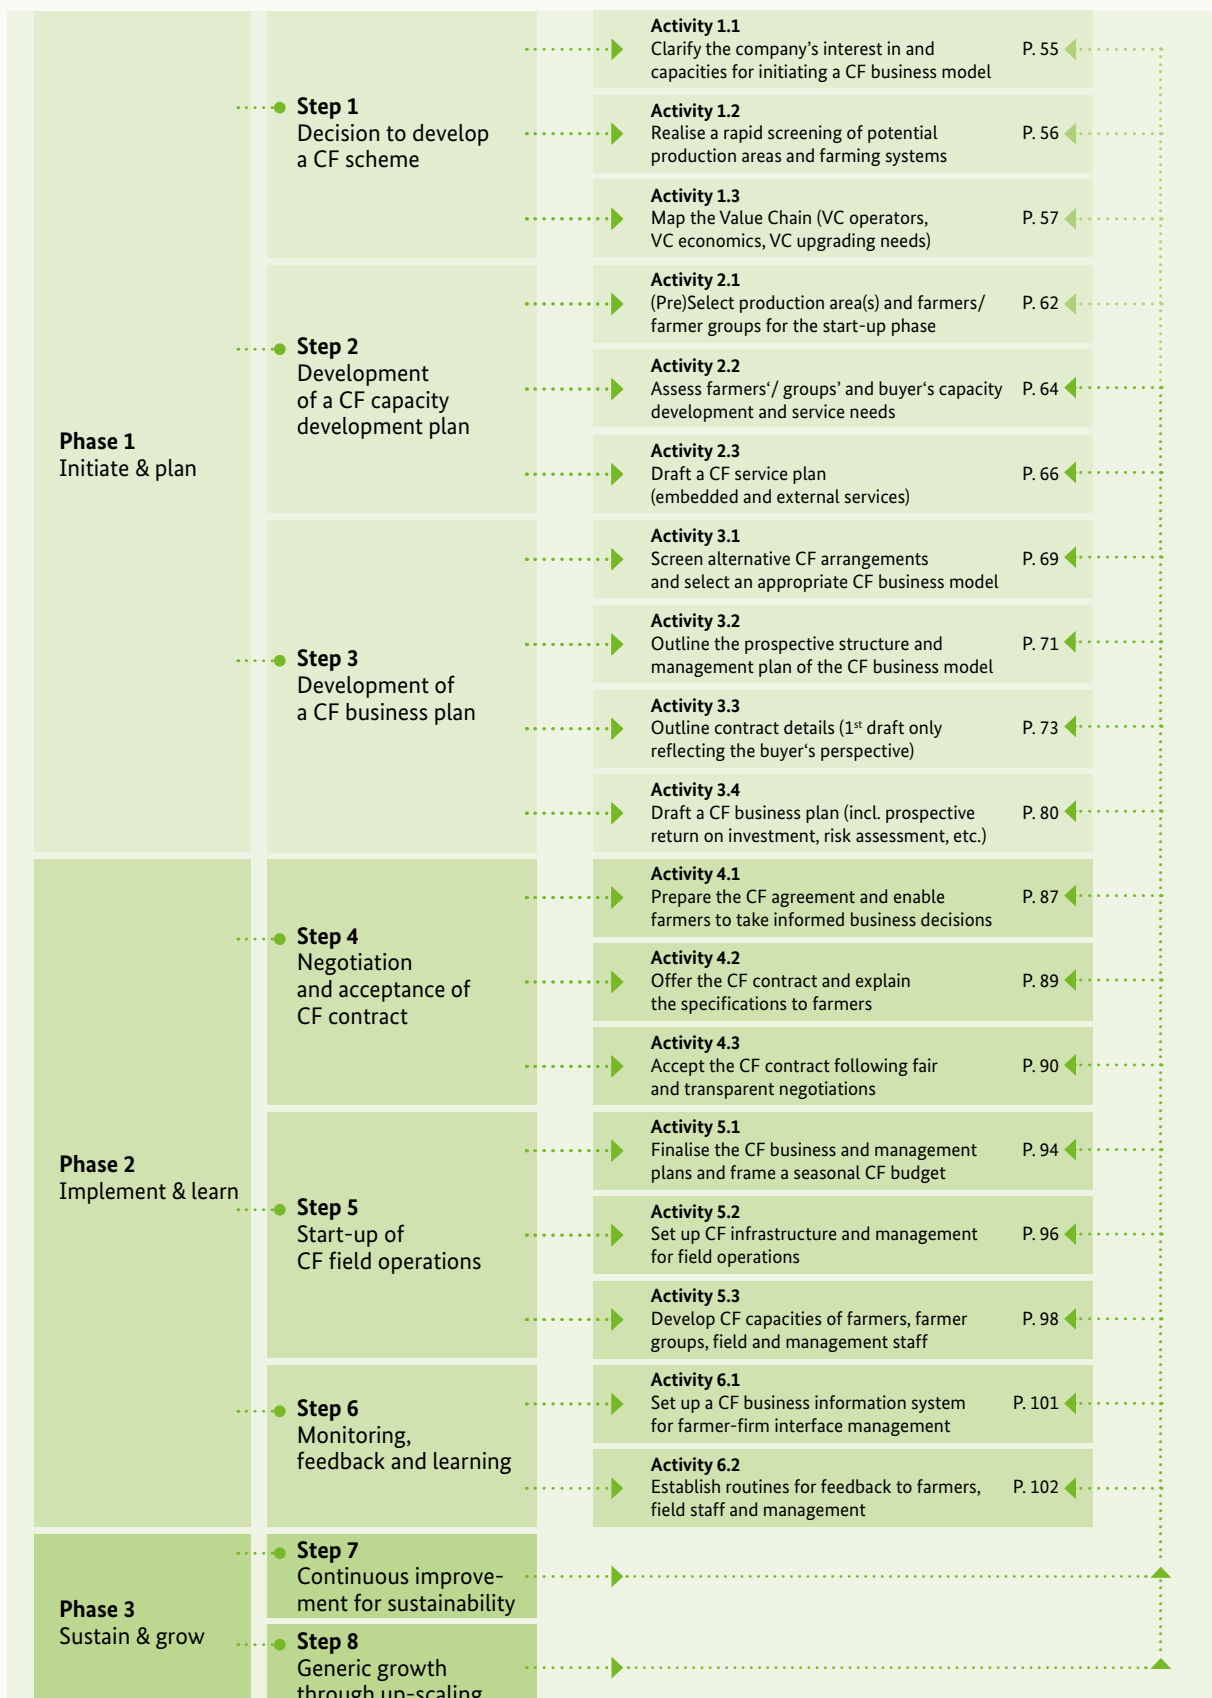 Phase 1
Initiate & plan
Step 1
Decision to develop
a CF scheme
Activity 1.1
Clarify the company's interest in and
capacities for initiating a CF business model
P. 55
Activity 1.2
Realise a rapid screening of potential
production areas and farming systems
P. 56
Activity 1.3
Map the Value Chain (VC operators,
VC economics, VC upgrading needs)
P. 57
Step 2
Development
of a CF capacity
development plan
Activity 2.1
(Pre)Select production area(s) and farmers/
farmer groups for the start-up phase
P. 62
Activity 2.2
Assess farmers‘/ groups’ and buyer‘s capacity
development and service needs
P. 64
Activity 2.3
Draft a CF service plan
(embedded and external services)
P. 66
Step 3
Development of
a CF business plan
Activity 3.1
Screen alternative CF arrangements
and select an appropriate CF business model
P. 69
Activity 3.2
Outline the prospective structure and
management plan of the CF business model
P. 71
Activity 3.3
Outline contract details (1st draft only
reflecting the buyer‘s perspective)
P. 73
Activity 3.4
Draft a CF business plan (incl. prospective
return on investment, risk assessment, etc.)
P. 80
Phase 2
Implement & learn
Step 4
Negotiation
and acceptance of
CF contract
Activity 4.1
Prepare the CF agreement and enable
farmers to take informed business decisions
P. 87
Activity 4.2
Offer the CF contract and explain
the specifications to farmers
P. 89
Activity 4.3
Accept the CF contract following fair
and transparent negotiations
P. 90
Step 5
Start-up of
CF field operations
Activity 5.1
Finalise the CF business and management
plans and frame a seasonal CF budget
P. 94
Activity 5.2
Set up CF infrastructure and management
for field operations
P. 96
Activity 5.3
Develop CF capacities of farmers, farmer
groups, field and management staff
P. 98
Step 6
Monitoring,
feedback and learning
Activity 6.1
Set up a CF business information system
for farmer-firm interface management
P. 101
Activity 6.2
Establish routines for feedback to farmers,
field staff and management
P. 102
Phase 3
Sustain & grow
Step 7
Continuous improve-
ment for sustainability
Step 8
Generic growth
through up-scaling